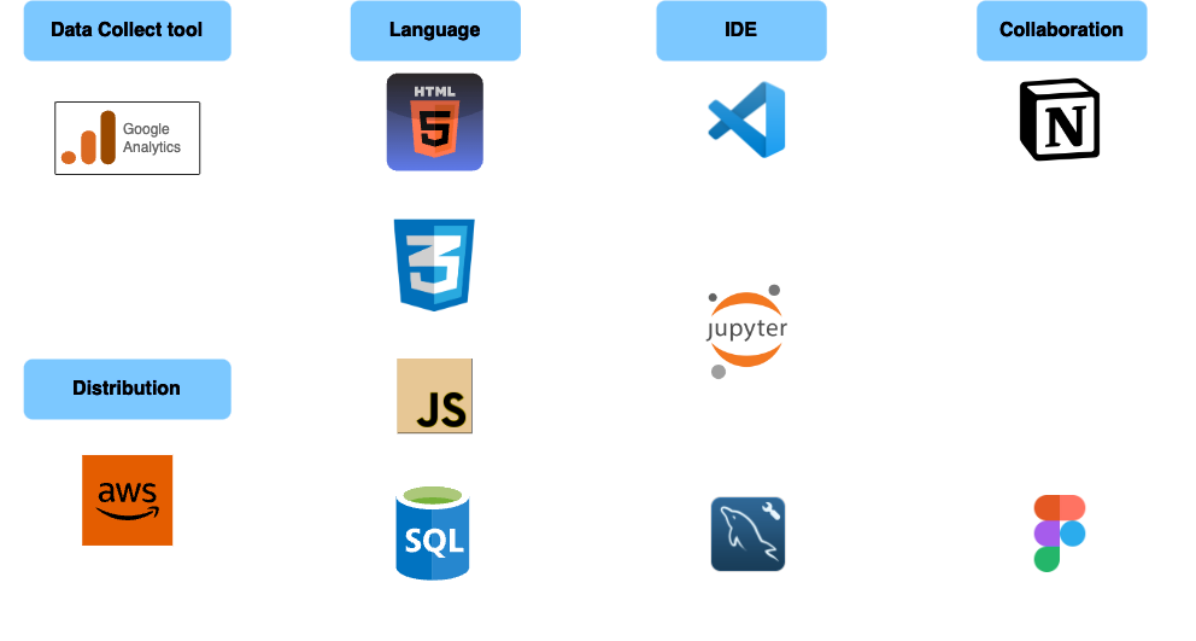 Data Collect tool
Language
IDE
Collaboration
Google
Analytics
HTML
5
N
3
jupyter
Distribution
JS
aws
SQL